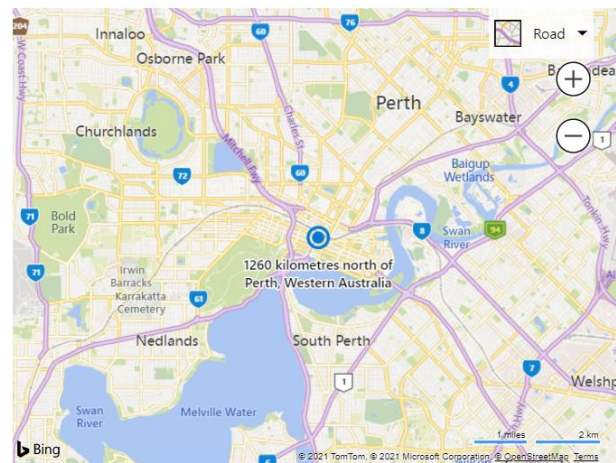 204
W Coast Hwy
Innaloo
Osborne Park
60
76
Road
Perth
4
Bayswater
1
Churchlands
Mitchell Fwy
Charles St
60
72
Baigup
Wetlands
Tonkin Hwy
71
Bold
Park
8
Swan
River
94
1260 kilometres north of
Perth, Western Australia
71
Irwin
Barracks
Karrakatta
Cemetery
61
Nedlands
South Perth
1
7
Welshp
Swan
River
Melville Water
1 miles
2 km
Bing
© 2021 TomTom, © 2021 Microsoft Corporation, © OpenStreetMap Terms